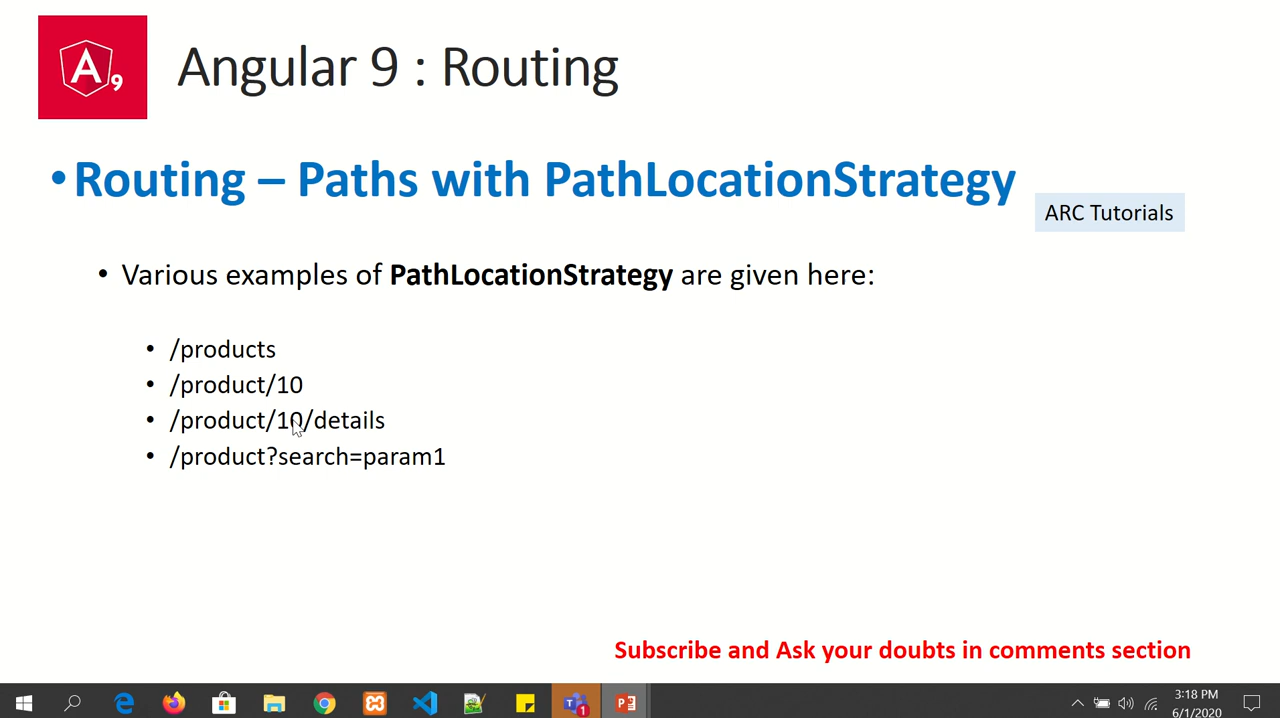 A9
Angular 9 : Routing
•Routing – Paths with PathLocationStrategy
ARC Tutorials
• Various examples of PathLocationStrategy are given here:
• /products
• /product/10
• /product/10/details
• /product?search=param1
Subscribe and Ask your doubts in comments section
3:18 PM
6/1/2020